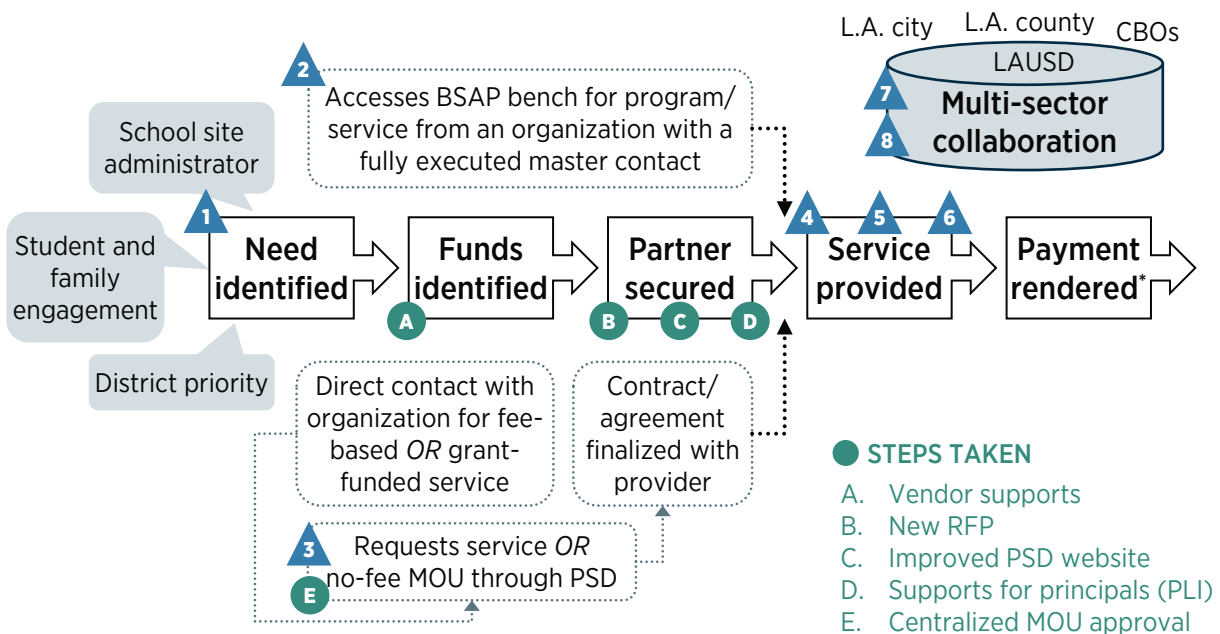 L.A. city
L.A. county
CBOs
LAUSD
7
8
Multi-sector
collaboration
2
Accesses BSAP bench for program/
service from an organization with a
fully executed master contact
School site
administrator
Student and
family
engagement
District priority
1
Need
identified
Funds
identified
A
Partner
secured
B
C
D
4
5
6
Service
provided
Payment
rendered*
Direct contact with
organization for fee-
based OR grant-
funded service
Contract/
agreement
finalized with
provider
3
E
Requests service OR
no-fee MOU through PSD
STEPS TAKEN
A. Vendor supports
B. New RFP
C. Improved PSD website
D. Supports for principals (PLI)
E. Centralized MOU approval